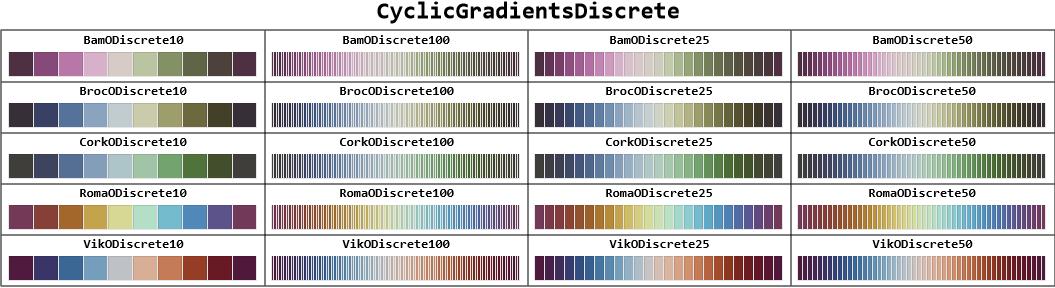 CyclicGradientsDiscrete
BamODiscrete10 BamODiscrete100 BamODiscrete25 BamODiscrete50
BrocODiscrete10 BrocODiscrete100 BrocODiscrete25 BrocODiscrete50
CorkODiscrete10 CorkODiscrete100 CorkODiscrete25 CorkODiscrete50
RomaODiscrete10 RomaODiscrete100 RomaODiscrete25 RomaODiscrete50
VikODiscrete10 VikODiscrete100 VikODiscrete25 VikODiscrete50